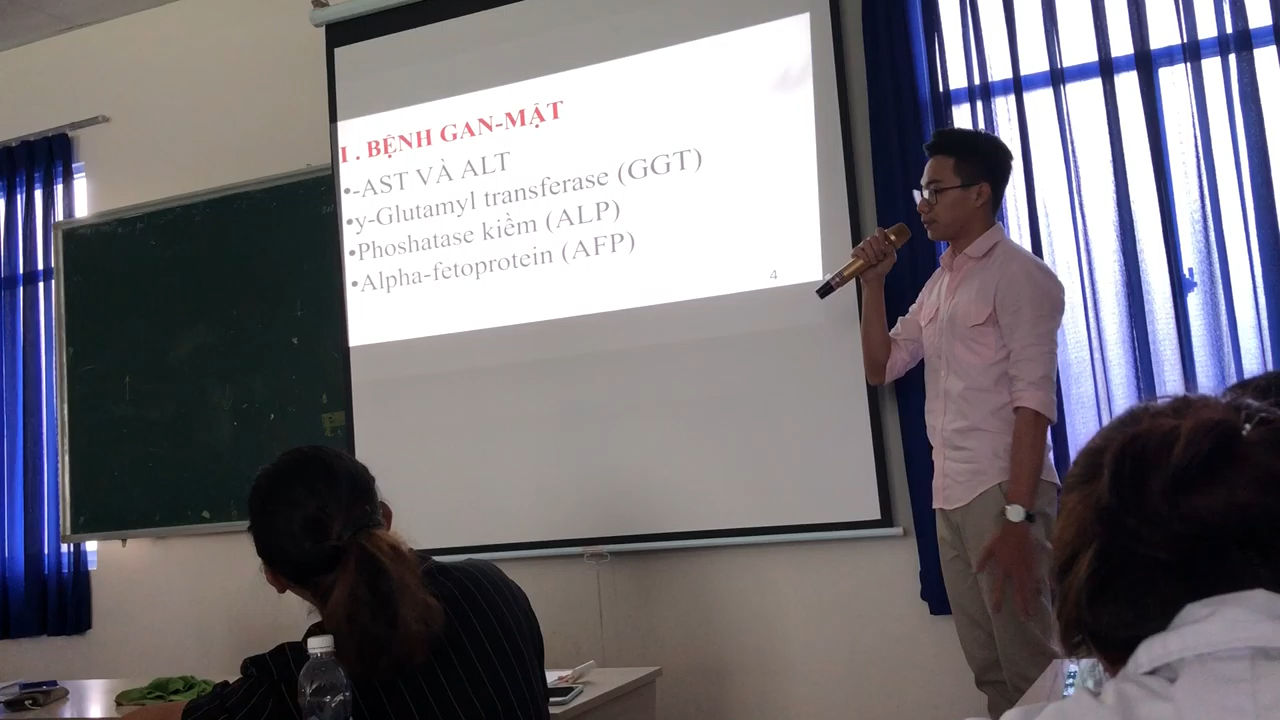 I . BỆNH GAN-MẬT
•-AST VÀ ALT
•y-Glutamyl transferase (GGT)
•Phoshatase kiềm (ALP)
•Alpha-fetoprotein (AFP)
4